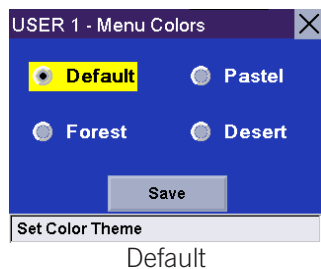 USER 1 - Menu Colors
Default Pastel
Forest Desert
Save
Set Color Theme
Default